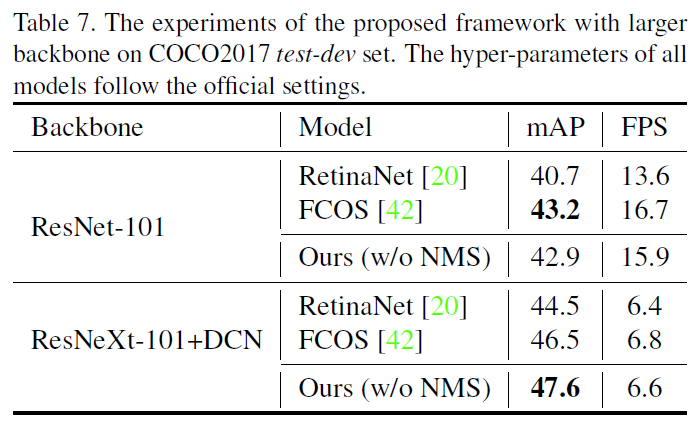 Table 7. The experiments of the proposed framework with larger
backbone on COCO2017 test-dev set. The hyper-parameters of all
models follow the official settings.
Backbone Model mAP FPS
RetinaNet [20] 40.7 13.6
FCOS [42] 43.2 16.7
ResNet-101
Ours (w/o NMS) 42.9 15.9
RetinaNet [20] 44.5 6.4
ResNeXt-101+DCN FCOS [42] 46.5 6.8
Ours (w/o NMS) 47.6 6.6